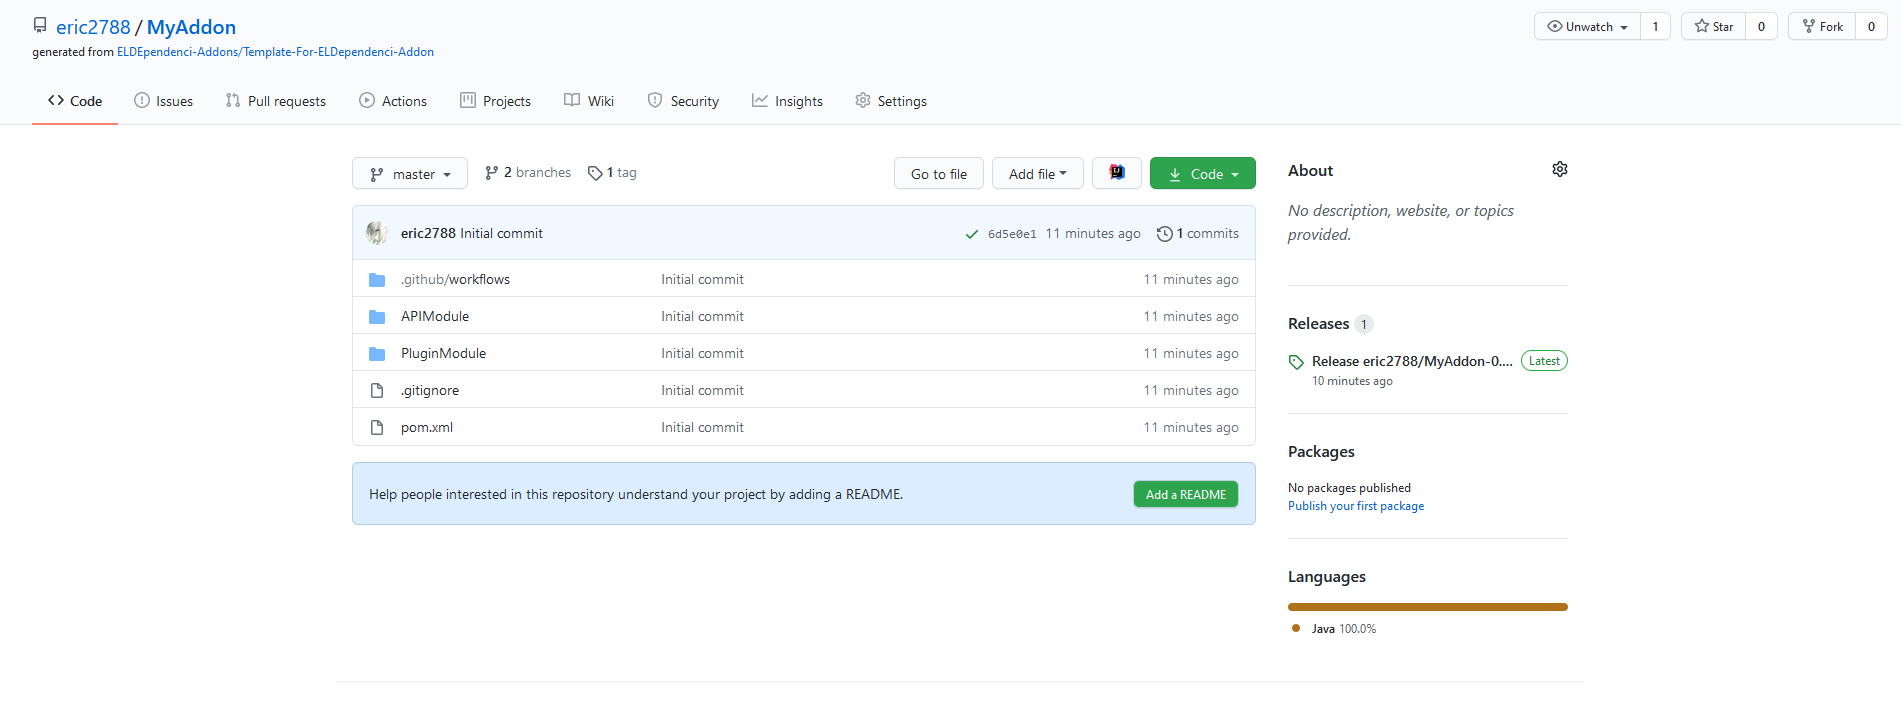 eric2788 / MyAddon
Unwatch 1 Star 0 Fork 0
generated from ELDEpendenci-Addons/Template-For-ELDependenci-Addon
Code Issues Pull requests Actions Projects Wiki Security Insights Settings
master 2 branches 1 tag Go to file Add file Code
eric2788 Initial commit 6d5e0e1 11 minutes ago 1 commits
.github/workflows Initial commit 11 minutes ago
APIModule Initial commit 11 minutes ago
PluginModule Initial commit 11 minutes ago
.gitignore Initial commit 11 minutes ago
pom.xml Initial commit 11 minutes ago
Help people interested in this repository understand your project by adding a README. Add a README
About
No description, website, or topics
provided.
Releases 1
Release eric2788/MyAddon-0.... Latest
10 minutes ago
Packages
No packages published
Publish your first package
Languages
Java 100.0%